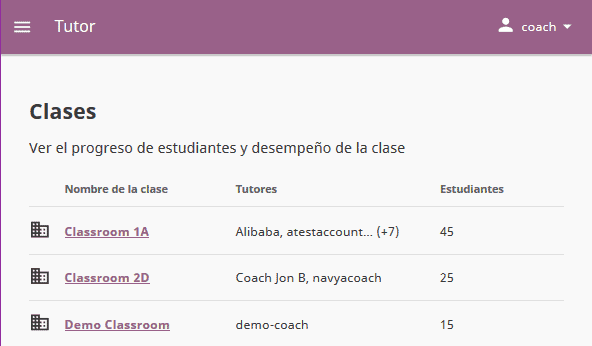 Tutor
coach
Clases
Ver el progreso de estudiantes y desempeño de la clase
Nombre de la clase Tutores Estudiantes
Classroom 1A Alibaba, atestaccount... (+7) 45
Classroom 2D Coach Jon B, navyacoach 25
Demo Classroom demo-coach 15